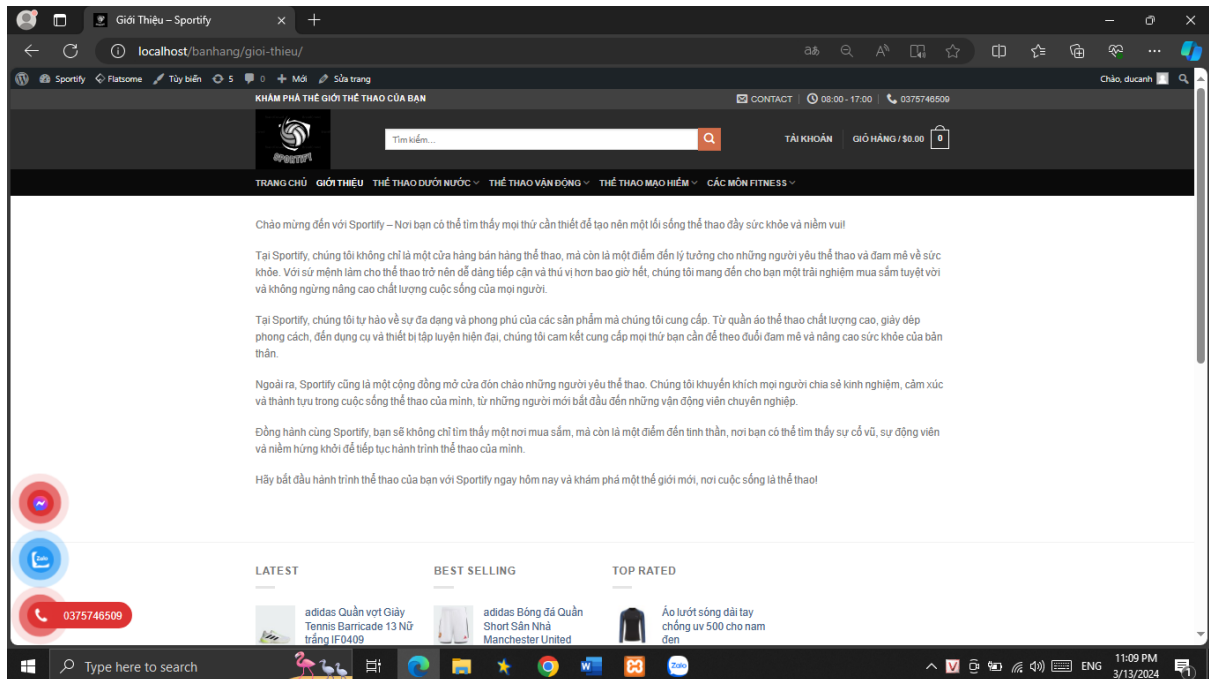 Giới Thiệu – Sportify
localhost/banhang/gioi-thieu/
Sportify Flatsome Tùy biến 5 0 Mới Sửa trang Chào, ducanh
KHÁM PHÁ THẾ GIỚI THỂ THAO CỦA BẠN CONTACT 08:00 - 17:00 0375746509
SPORTIFY
Tìm kiếm...
TÀI KHOẢN GIỎ HÀNG / $0.00 0
TRANG CHỦ GIỚI THIỆU THỂ THAO DƯỚI NƯỚC THỂ THAO VẬN ĐỘNG THỂ THAO MẠO HIỂM CÁC MÔN FITNESS
Chào mừng đến với Sportify – Nơi bạn có thể tìm thấy mọi thứ cần thiết để tạo nên một lối sống thể thao đầy sức khỏe và niềm vui!
Tại Sportify, chúng tôi không chỉ là một cửa hàng bán hàng thể thao, mà còn là một điểm đến lý tưởng cho những người yêu thể thao và đam mê về sức
khỏe. Với sứ mệnh làm cho thể thao trở nên dễ dàng tiếp cận và thú vị hơn bao giờ hết, chúng tôi mang đến cho bạn một trải nghiệm mua sắm tuyệt vời
và không ngừng nâng cao chất lượng cuộc sống của mọi người.
Tại Sportify, chúng tôi tự hào về sự đa dạng và phong phú của các sản phẩm mà chúng tôi cung cấp. Từ quần áo thể thao chất lượng cao, giày dép
phong cách, đến dụng cụ và thiết bị tập luyện hiện đại, chúng tôi cam kết cung cấp mọi thứ bạn cần để theo đuổi đam mê và nâng cao sức khỏe của bản
thân.
Ngoài ra, Sportify cũng là một cộng đồng mở cửa đón chào những người yêu thể thao. Chúng tôi khuyến khích mọi người chia sẻ kinh nghiệm, cảm xúc
và thành tựu trong cuộc sống thể thao của mình, từ những người mới bắt đầu đến những vận động viên chuyên nghiệp.
Đồng hành cùng Sportify, bạn sẽ không chỉ tìm thấy một nơi mua sắm, mà còn là một điểm đến tinh thần, nơi bạn có thể tìm thấy sự cổ vũ, sự động viên
và niềm hứng khởi để tiếp tục hành trình thể thao của mình.
Hãy bắt đầu hành trình thể thao của bạn với Sportify ngay hôm nay và khám phá một thế giới mới, nơi cuộc sống là thể thao!
Zalo
0375746509
LATEST BEST SELLING TOP RATED
adidas Quần vợt Giày adidas Bóng đá Quần Áo lướt sóng dài tay
Tennis Barricade 13 Nữ Short Sân Nhà chống uv 500 cho nam
trắng IF0409 Manchester United đen
Type here to search
Zalo
ENG 11:09 PM
3/13/2024